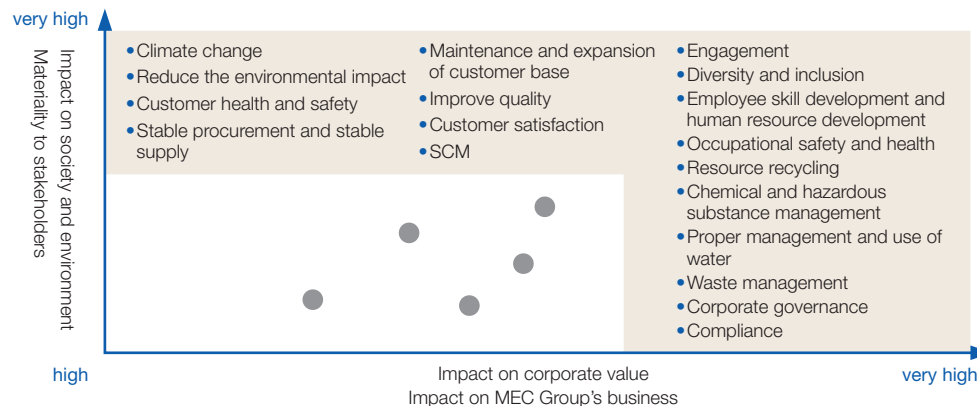 very high
Impact on society and environment
Materiality to stakeholders
•Climate change
•Reduce the environmental impact
•Customer health and safety
•Stable procurement and stable
supply
•Maintenance and expansion
of customer base
•Improve quality
•Customer satisfaction
•SCM
•Engagement
•Diversity and inclusion
•Employee skill development and
human resource development
•Occupational safety and health
•Resource recycling
•Chemical and hazardous
substance management
•Proper management and use of
water
•Waste management
•Corporate governance
•Compliance
high
Impact on corporate value
Impact on MEC Group's business
very high